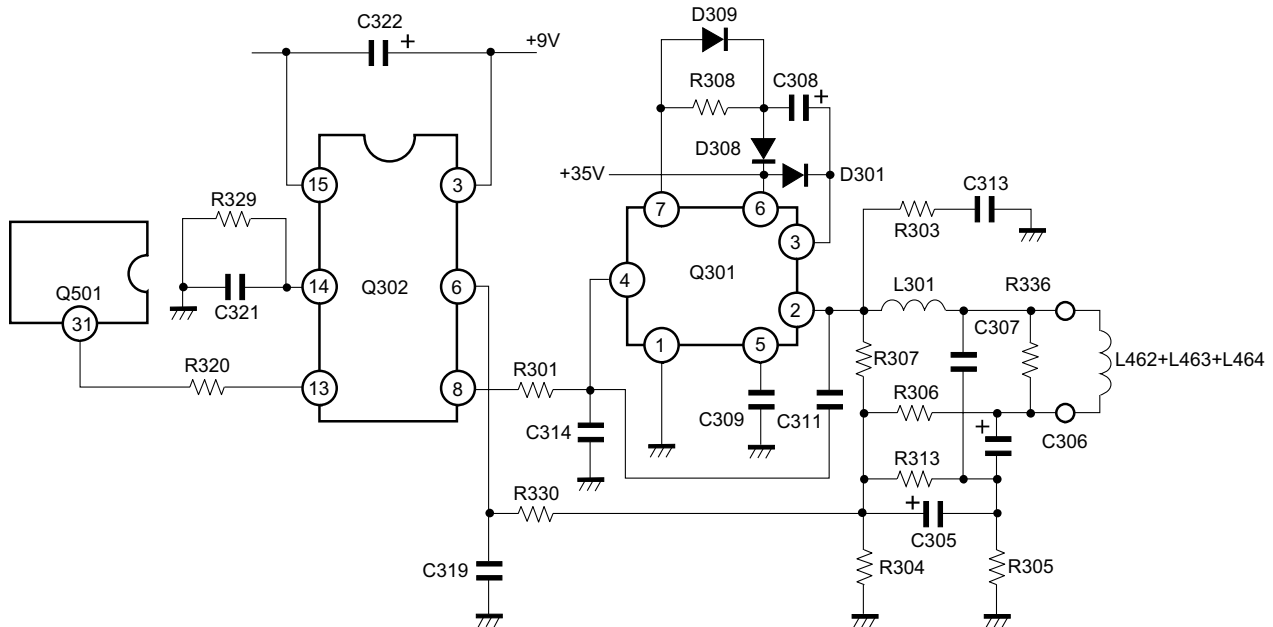 D309
C322
+
+9V
R308
C308
+
D308
+35V
D301
15
3
R329
C313
7
6
R303
3
4
Q301
L301
R336
Q501
14
Q302
6
C321
2
C307
31
1
5
R307
L462+L463+L464
R320
R301
13
8
R306
C314
C309
C311
+
C306
R313
R330
+
C305
C319
R304
R305